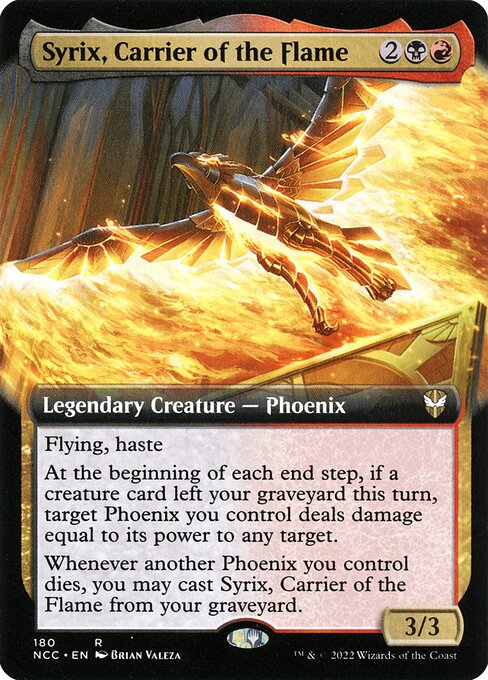 Syrix, Carrier of the Flame 2
Legendary Creature — Phoenix
Flying, haste
At the beginning of each end step, if a
creature card left your graveyard this turn,
target Phoenix you control deals damage
equal to its power to any target.
Whenever another Phoenix you control
dies, you may cast Syrix, Carrier of the
Flame from your graveyard.
3/3
180 R
NCC • EN Brian Valeza
™ & © 2022 Wizards of the Coast